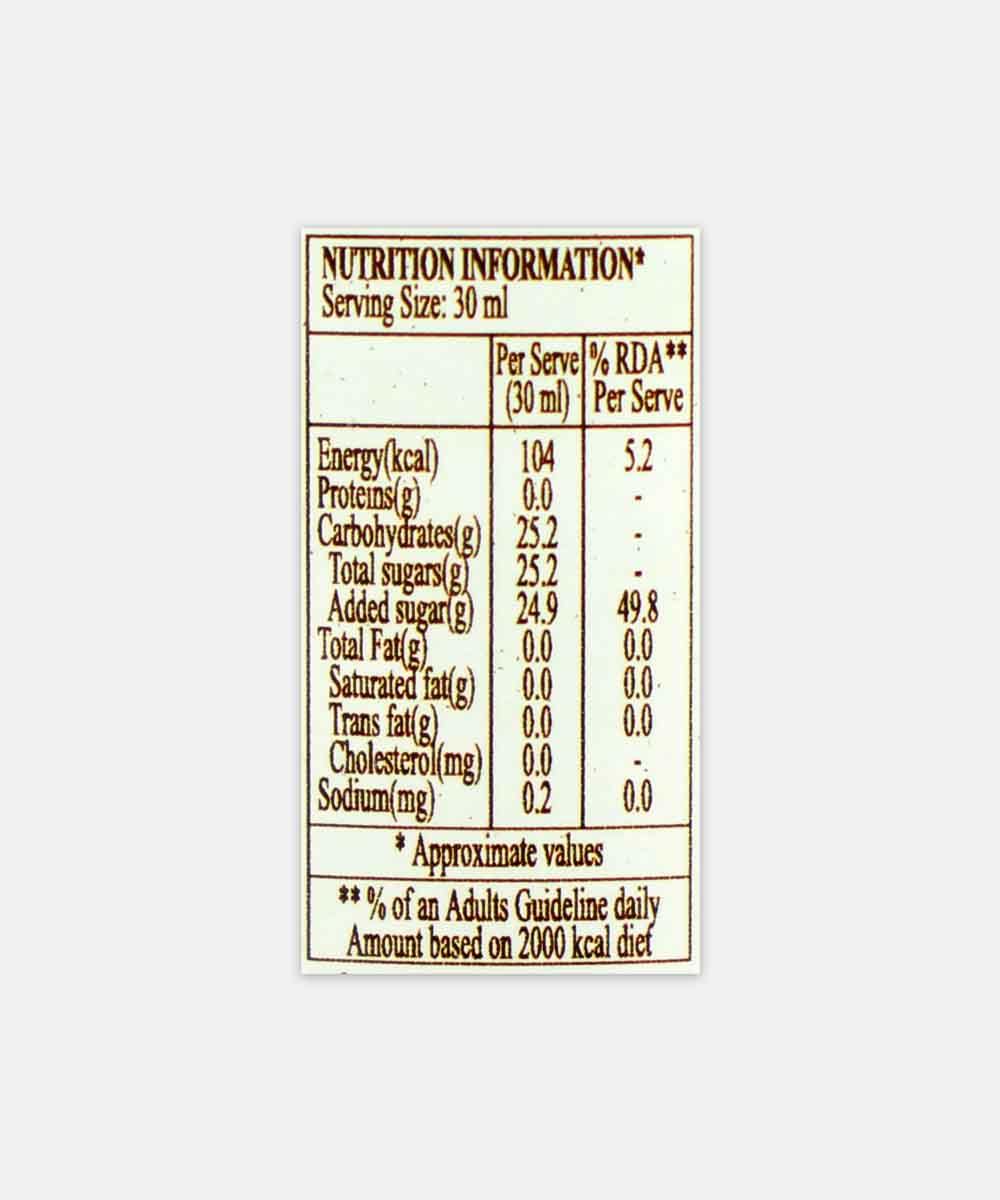 NUTRITION INFORMATION*
Serving Size: 30 ml
Per Serve (30 ml) % RDA** Per Serve
Energy(kcal) 104 5.2
Proteins(g) 0.0 -
Carbohydrates(g) 25.2 -
Total sugars(g) 25.2 -
Added sugar(g) 24.9 49.8
Total Fat(g) 0.0 0.0
Saturated fat(g) 0.0 0.0
Trans fat(g) 0.0 0.0
Cholesterol(mg) 0.0 -
Sodium(mg) 0.2 0.0
* Approximate values
** % of an Adults Guideline daily
Amount based on 2000 kcal diet